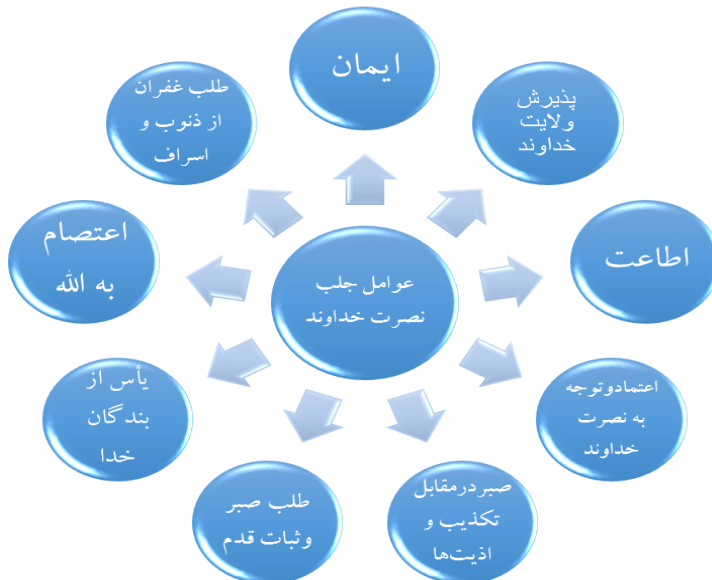 عوامل جلب
نصرت خداوند
ایمان
پذیرش
ولایت
خداوند
اطاعت
اعتمادوتوجه
به نصرت
خداوند
صبردرمقابل
تکذیب و
اذیت‌ها
طلب صبر
وثبات قدم
یأس از
بندگان
خدا
اعتصام
به الله
طلب غفران
از ذنوب و
اسراف